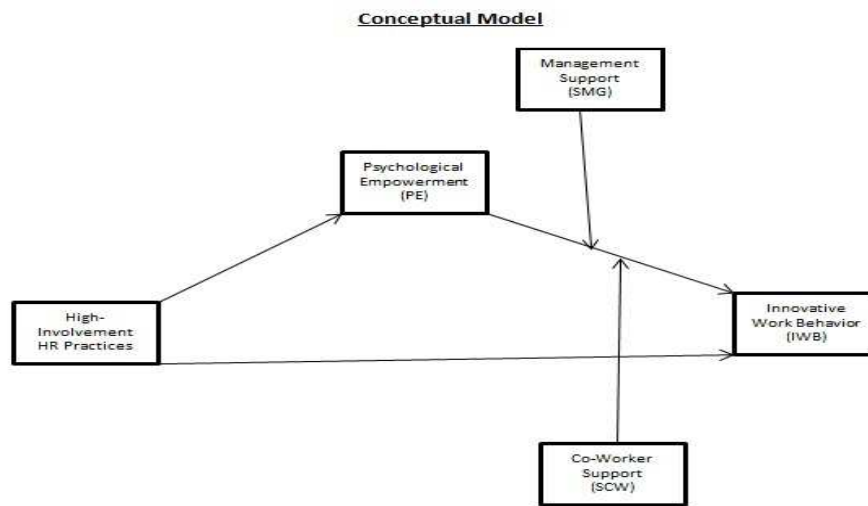 Conceptual Model
Management
Support
(SMG)
Psychological
Empowerment
(PE)
High-
Involvement
HR Practices
Innovative
Work Behavior
(IWB)
Co-Worker
Support
(SCW)